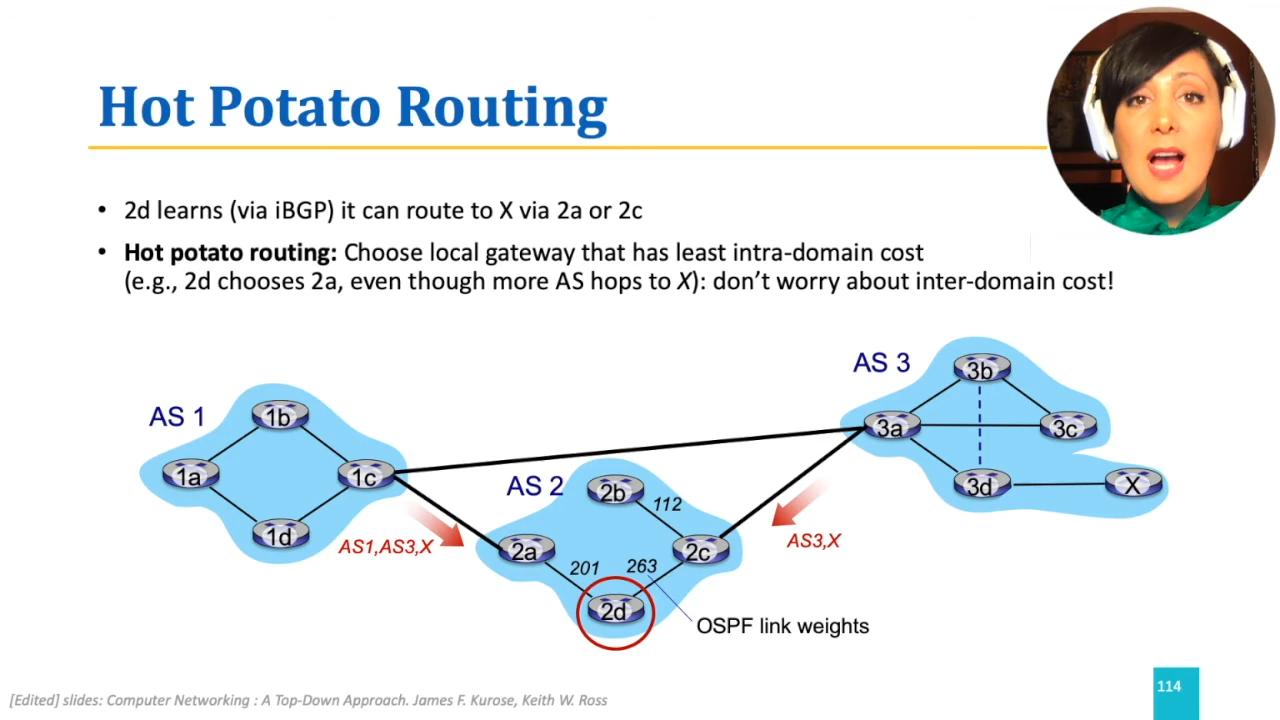 Hot Potato Routing
• 2d learns (via iBGP) it can route to X via 2a or 2c
• Hot potato routing: Choose local gateway that has least intra-domain cost
(e.g., 2d chooses 2a, even though more AS hops to X): don’t worry about inter-domain cost!
AS 3
3b
AS 1
1b
3a
3c
1a
1c
AS 2
2b
112
3d
X
1d
AS1,AS3,X
AS3,X
2a
2c
201
263
2d
OSPF link weights
114
[Edited] slides: Computer Networking : A Top-Down Approach. James F. Kurose, Keith W. Ross